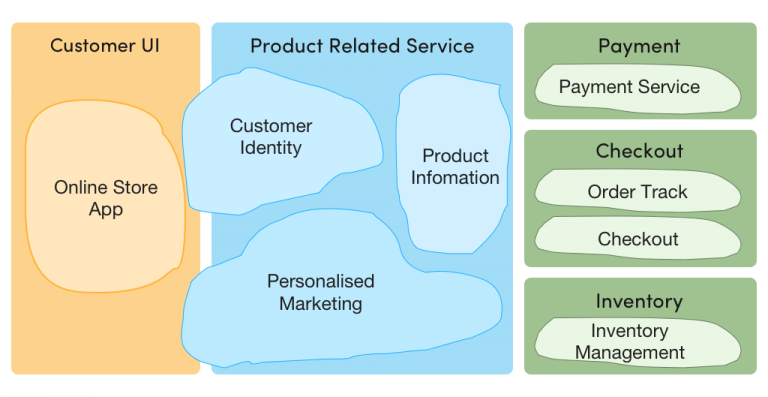 Customer UI
Online Store
App
Product Related Service
Customer
Identity
Product
Infomation
Personalised
Marketing
Payment
Payment Service
Checkout
Order Track
Checkout
Inventory
Inventory
Management